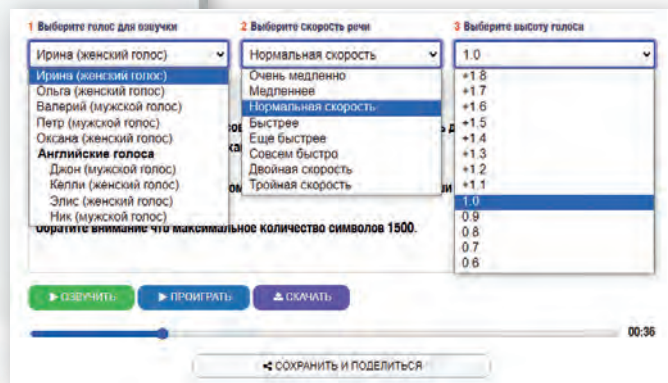 1 Выберите голос для озвучки
Ирина (женский голос)
Ирина (женский голос)
Ольга (женский голос)
Валерий (мужской голос)
Петр (мужской голос)
Оксана (женский голос)
Английские голоса
Джон (мужской голос)
Келли (женский голос)
Элис (женский голос)
Ник (мужской голос)
2 Выберите скорость речи
Нормальная скорость
Очень медленно
Медленнее
Нормальная скорость
Быстрее
Еще быстрее
Совсем быстро
Двойная скорость
Тройная скорость
3 Выберите высоту голоса
1.0
+1.8
+1.7
+1.6
+1.5
+1.4
+1.3
+1.2
+1.1
1.0
0.9
0.8
0.7
0.6
Обратите внимание что максимальное количество символов 1500.
ОЗВУЧИТЬ
ПРОИГРАТЬ
СКАЧАТЬ
00:36
СОХРАНИТЬ И ПОДЕЛИТЬСЯ